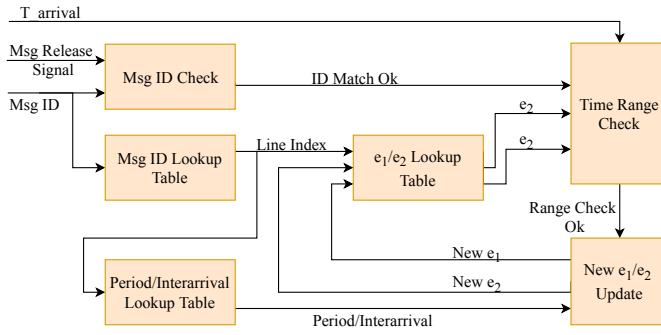 T_arrival
Msg Release
Signal
Msg ID
Msg ID Check
ID Match Ok
Time Range
Check
e₂
e₂
Msg ID Lookup
Table
Line Index
e₁/e₂ Lookup
Table
Range Check
Ok
New e₁
New e₂
New e₁/e₂
Update
Period/Interarrival
Lookup Table
Period/Interarrival